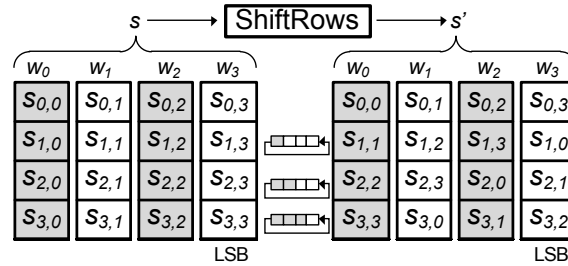 s ShiftRows s'
w0 w1 w2 w3 w0 w1 w2 w3
s0,0 s0,1 s0,2 s0,3 s0,0 s0,1 s0,2 s0,3
s1,0 s1,1 s1,2 s1,3 s1,1 s1,2 s1,3 s1,0
s2,0 s2,1 s2,2 s2,3 s2,2 s2,3 s2,0 s2,1
s3,0 s3,1 s3,2 s3,3 s3,3 s3,0 s3,1 s3,2
LSB LSB